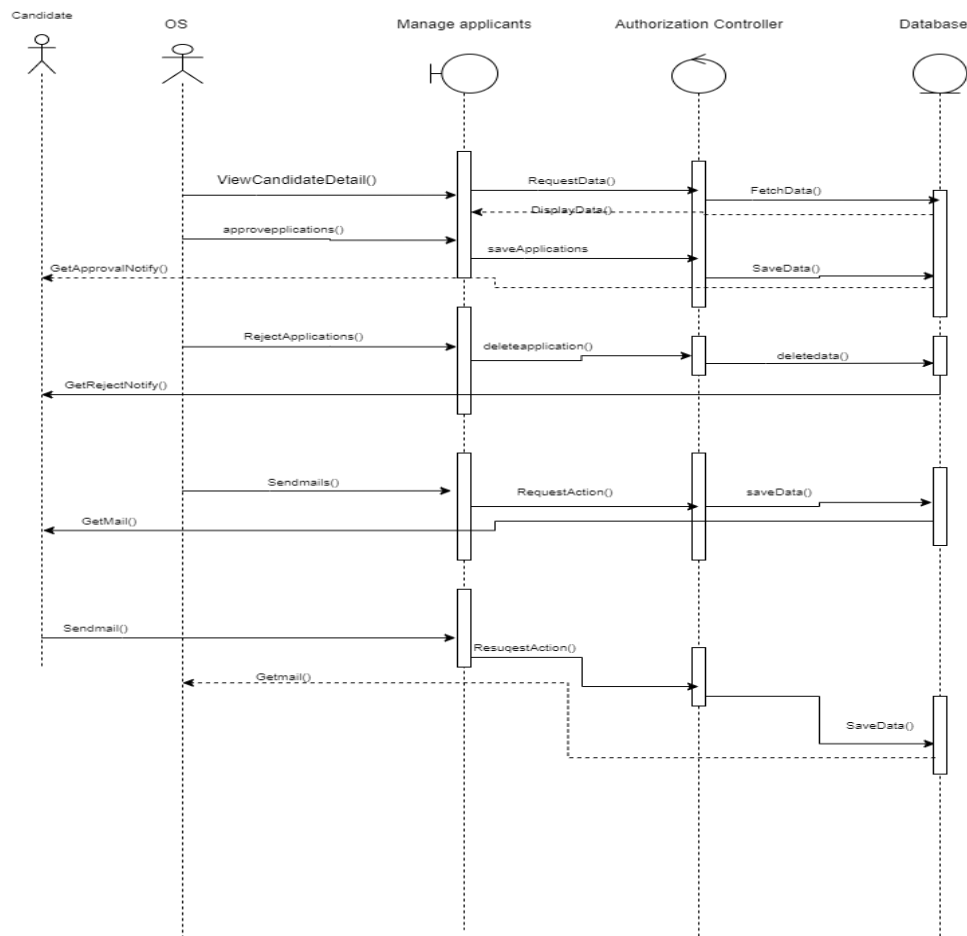 Candidate
OS
Manage applicants
Authorization Controller
Database
ViewCandidateDetail()
RequestData()
FetchData()
DisplayData()
approvepplications()
saveApplications
GetApprovalNotify()
SaveData()
RejectApplications()
deleteapplication()
deletedata()
GetRejectNotify()
Sendmails()
RequestAction()
saveData()
GetMail()
Sendmail()
ResuqestAction()
Getmail()
SaveData()